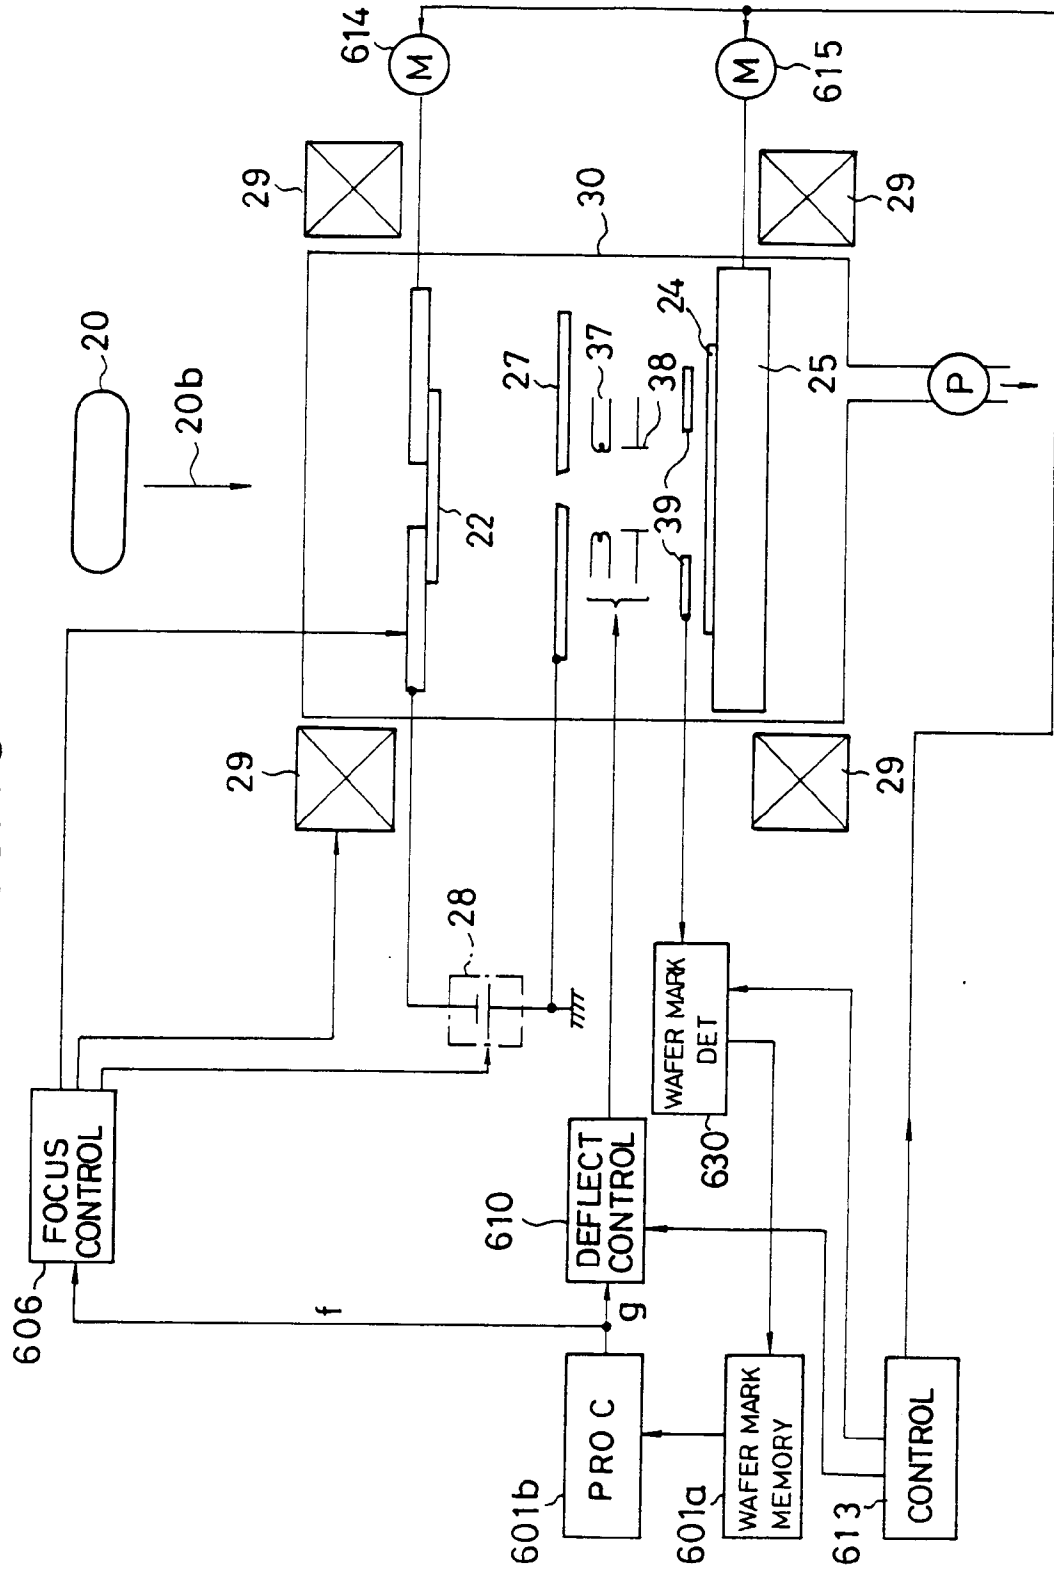 606
FOCUS
CONTROL
f
20
20b
29
614
M
28
22
29
30
27
37
38
39
24
25
615
M
29
29
P
601b
PRO C
g
610
DEFLECT
CONTROL
601a
WAFER MARK
MEMORY
630
WAFER MARK
DET
613
CONTROL